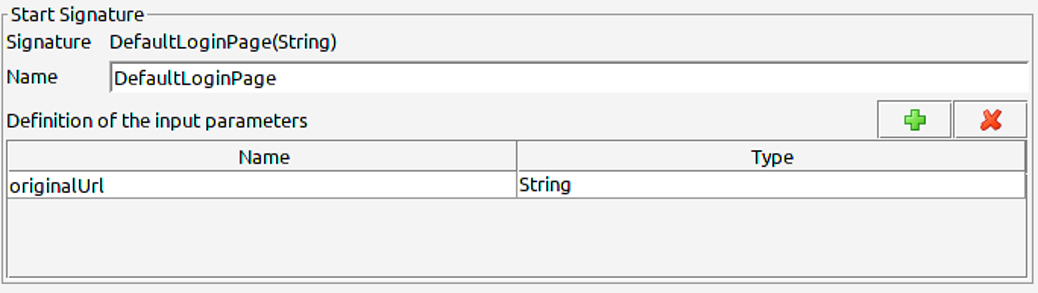 Start Signature
Signature DefaultLoginPage(String)
Name DefaultLoginPage
Definition of the input parameters
Name Type
originalUrl String